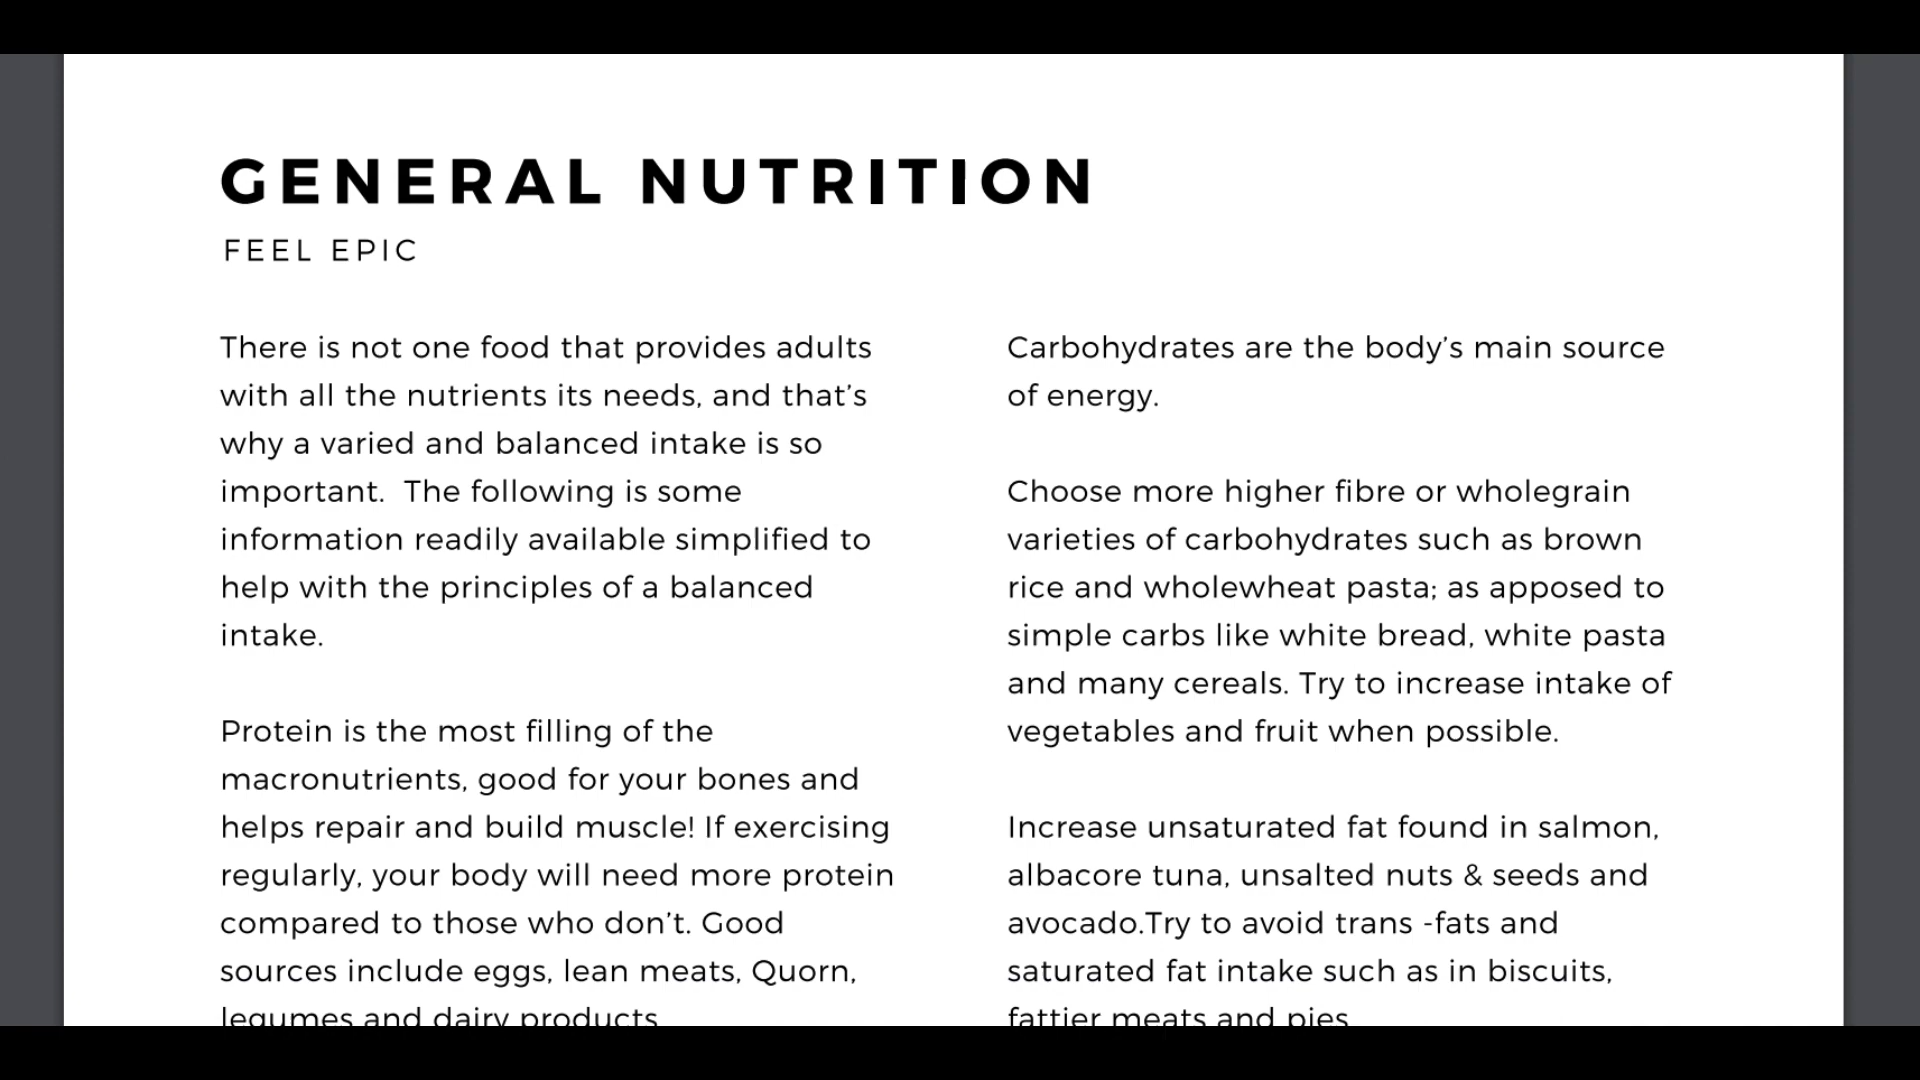 GENERAL NUTRITION
FEEL EPIC
There is not one food that provides adults
with all the nutrients its needs, and that’s
why a varied and balanced intake is so
important.  The following is some
information readily available simplified to
help with the principles of a balanced
intake.
Protein is the most filling of the
macronutrients, good for your bones and
helps repair and build muscle! If exercising
regularly, your body will need more protein
compared to those who don’t. Good
sources include eggs, lean meats, Quorn,
legumes and dairy products
Carbohydrates are the body’s main source
of energy.
Choose more higher fibre or wholegrain
varieties of carbohydrates such as brown
rice and wholewheat pasta; as apposed to
simple carbs like white bread, white pasta
and many cereals. Try to increase intake of
vegetables and fruit when possible.
Increase unsaturated fat found in salmon,
albacore tuna, unsalted nuts & seeds and
avocado.Try to avoid trans -fats and
saturated fat intake such as in biscuits,
fattier meats and pies